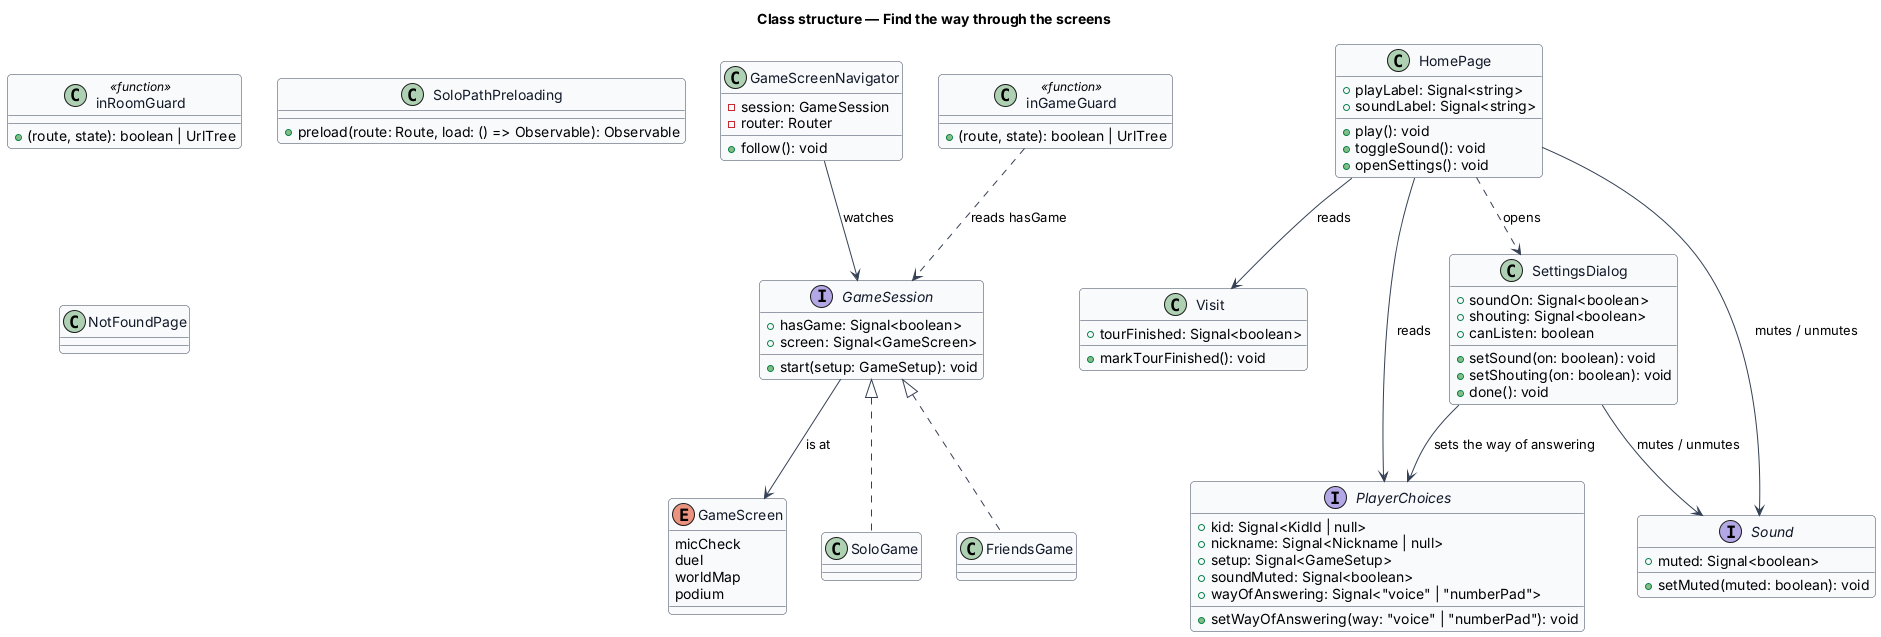 Class structure — Find the way through the screens
C
«function»
inRoomGuard
(route, state): boolean | UrlTree
C SoloPathPreloading
preload(route: Route, load: () => Observable): Observable
C GameScreenNavigator
session: GameSession
router: Router
follow(): void
C
«function»
inGameGuard
(route, state): boolean | UrlTree
C HomePage
playLabel: Signal<string>
soundLabel: Signal<string>
play(): void
toggleSound(): void
openSettings(): void
watches
reads hasGame
reads
opens
reads
mutes / unmutes
C NotFoundPage
I GameSession
hasGame: Signal<boolean>
screen: Signal<GameScreen>
start(setup: GameSetup): void
C Visit
tourFinished: Signal<boolean>
markTourFinished(): void
C SettingsDialog
soundOn: Signal<boolean>
shouting: Signal<boolean>
canListen: boolean
setSound(on: boolean): void
setShouting(on: boolean): void
done(): void
is at
sets the way of answering
mutes / unmutes
E GameScreen
micCheck
duel
worldMap
podium
C SoloGame
C FriendsGame
I PlayerChoices
kid: Signal<KidId | null>
nickname: Signal<Nickname | null>
setup: Signal<GameSetup>
soundMuted: Signal<boolean>
wayOfAnswering: Signal<"voice" | "numberPad">
setWayOfAnswering(way: "voice" | "numberPad"): void
I Sound
muted: Signal<boolean>
setMuted(muted: boolean): void